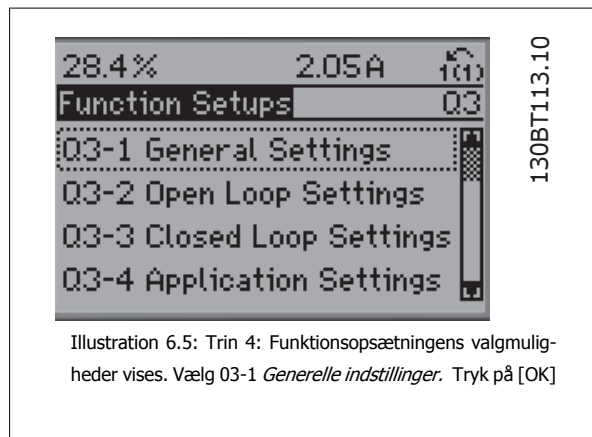 28.4% 2.05A 1(1)
Function Setups Q3
Q3-1 General Settings
Q3-2 Open Loop Settings
Q3-3 Closed Loop Settings
Q3-4 Application Settings
130BT113.10
Illustration 6.5: Trin 4: Funktionsopsætningens valgmulig-
heder vises. Vælg 03-1 Generelle indstillinger. Tryk på [OK]